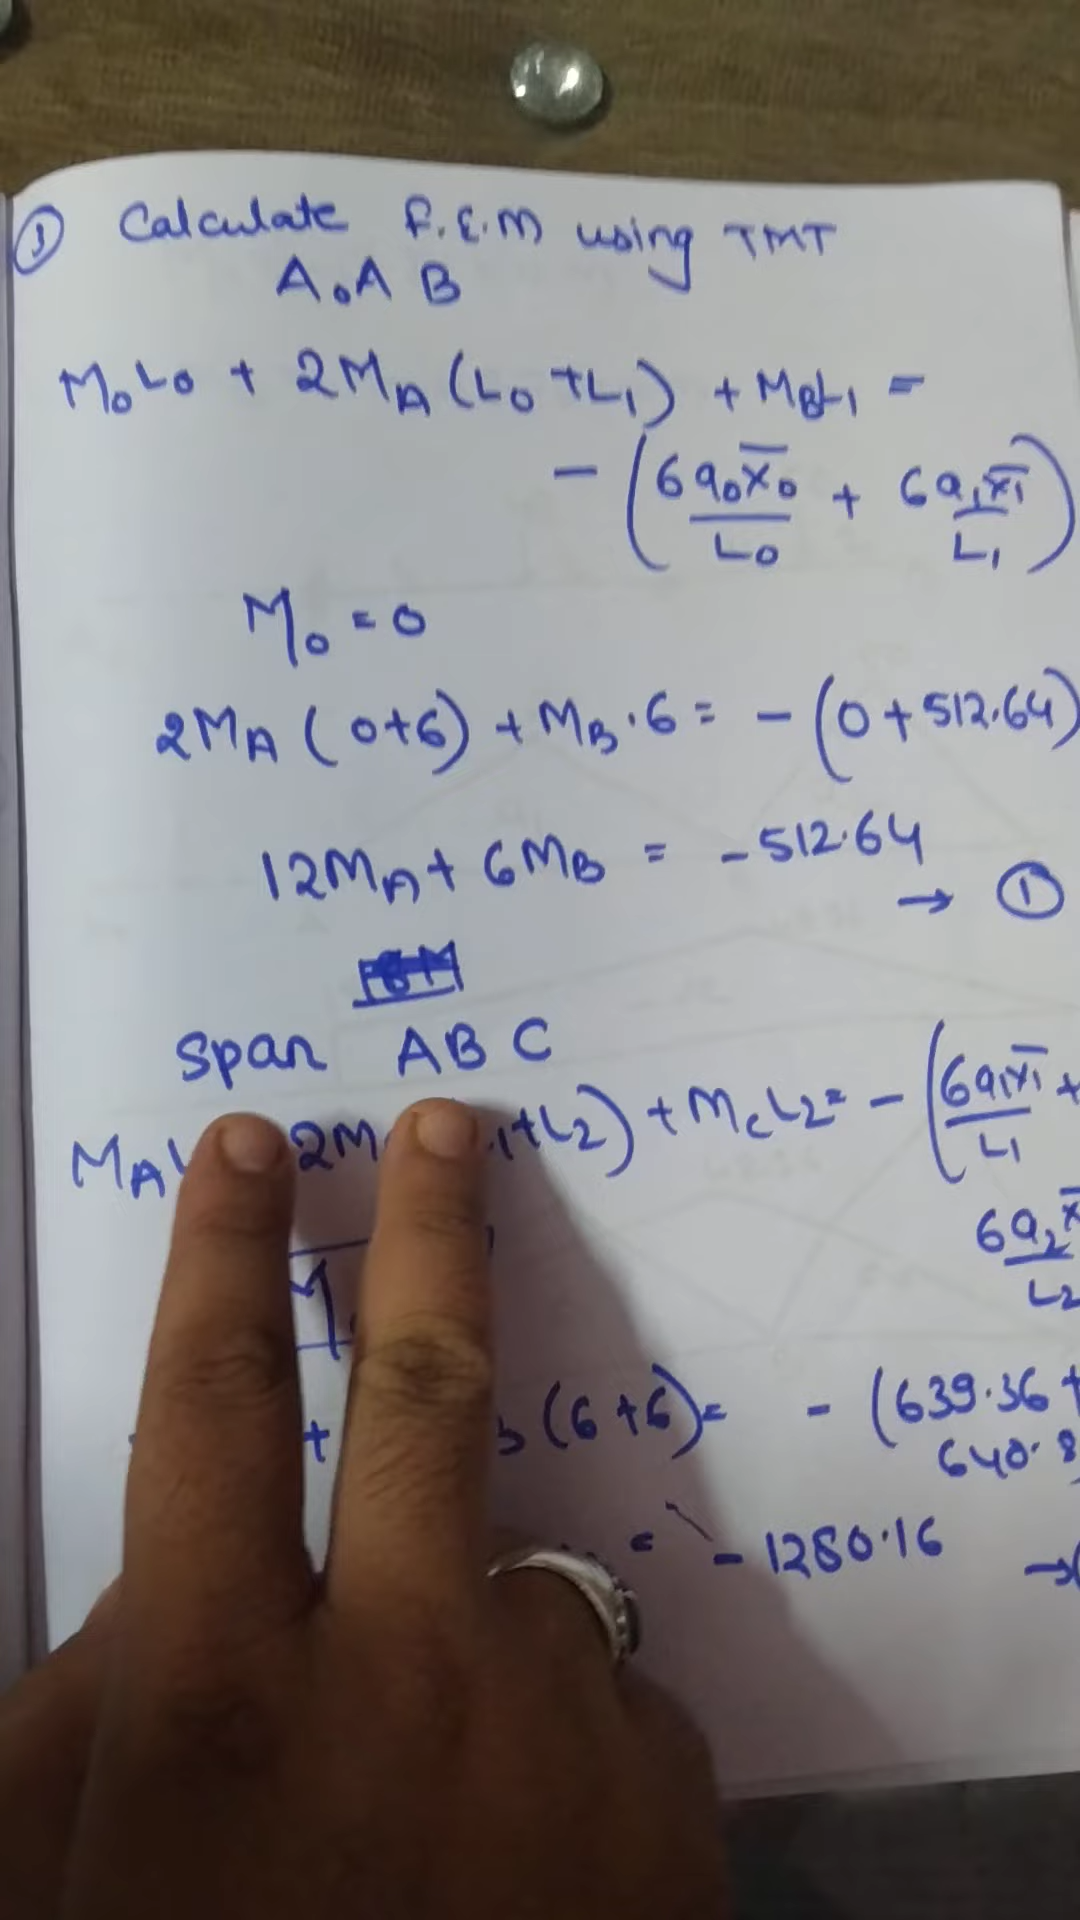 ① Calculate F.E.M using TMT
A₀A B
M₀L₀ + 2MA (L₀ +L₁) + MBL₁ =
- (6a₀x̄₀/L₀ + 6a₁x̄₁/L₁)
M₀ = 0
2MA (0+6) + MB.6 = - (0 + 512.64)
12MA + 6MB = -512.64
→ ①
Span ABC
MA 2M ₁+L₂) + McL₂ = - (6a₁x̄₁/L₁ +
6a₂x̄/L₂
M
+ (6+6) = - (639.36 +
640.8
= -1280.16 →